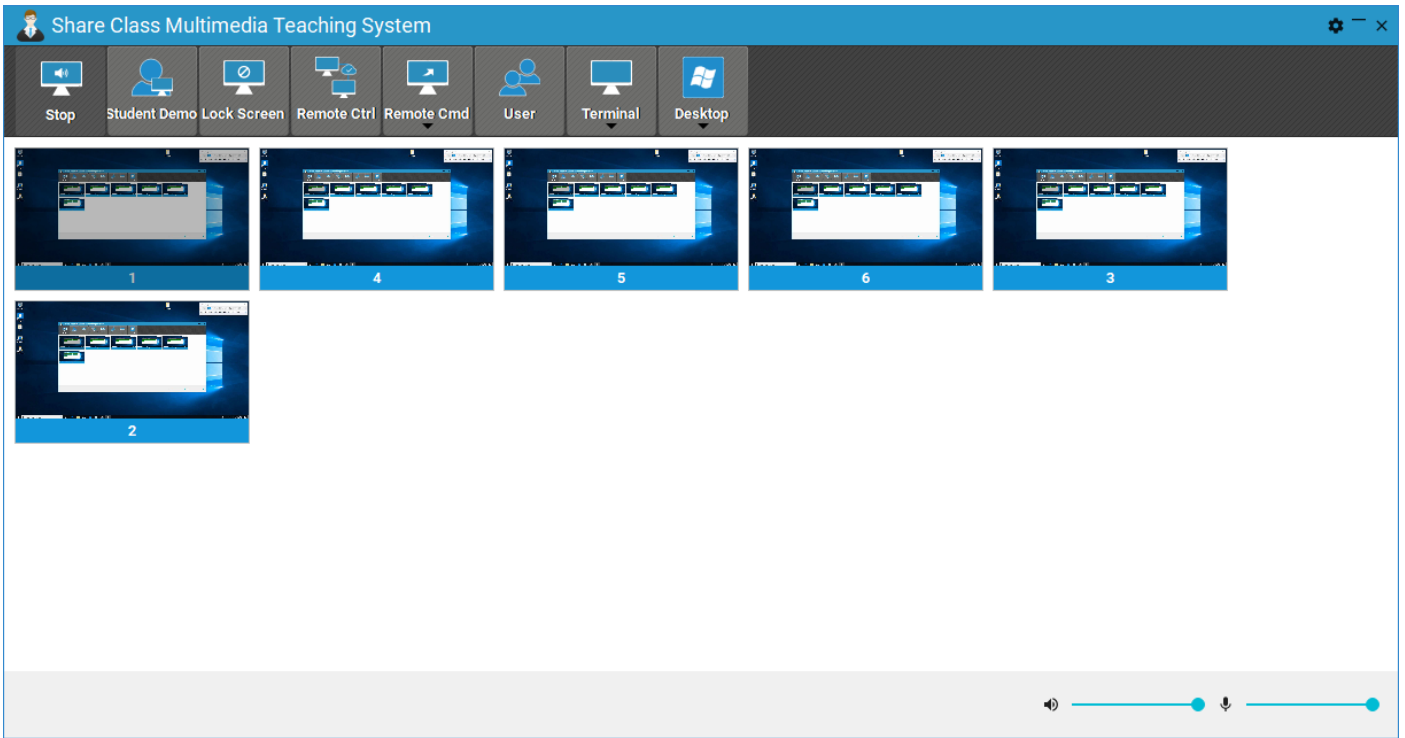 Share Class Multimedia Teaching System
Stop Student Demo Lock Screen Remote Ctrl Remote Cmd User Terminal Desktop
1 4 5 6 3
2